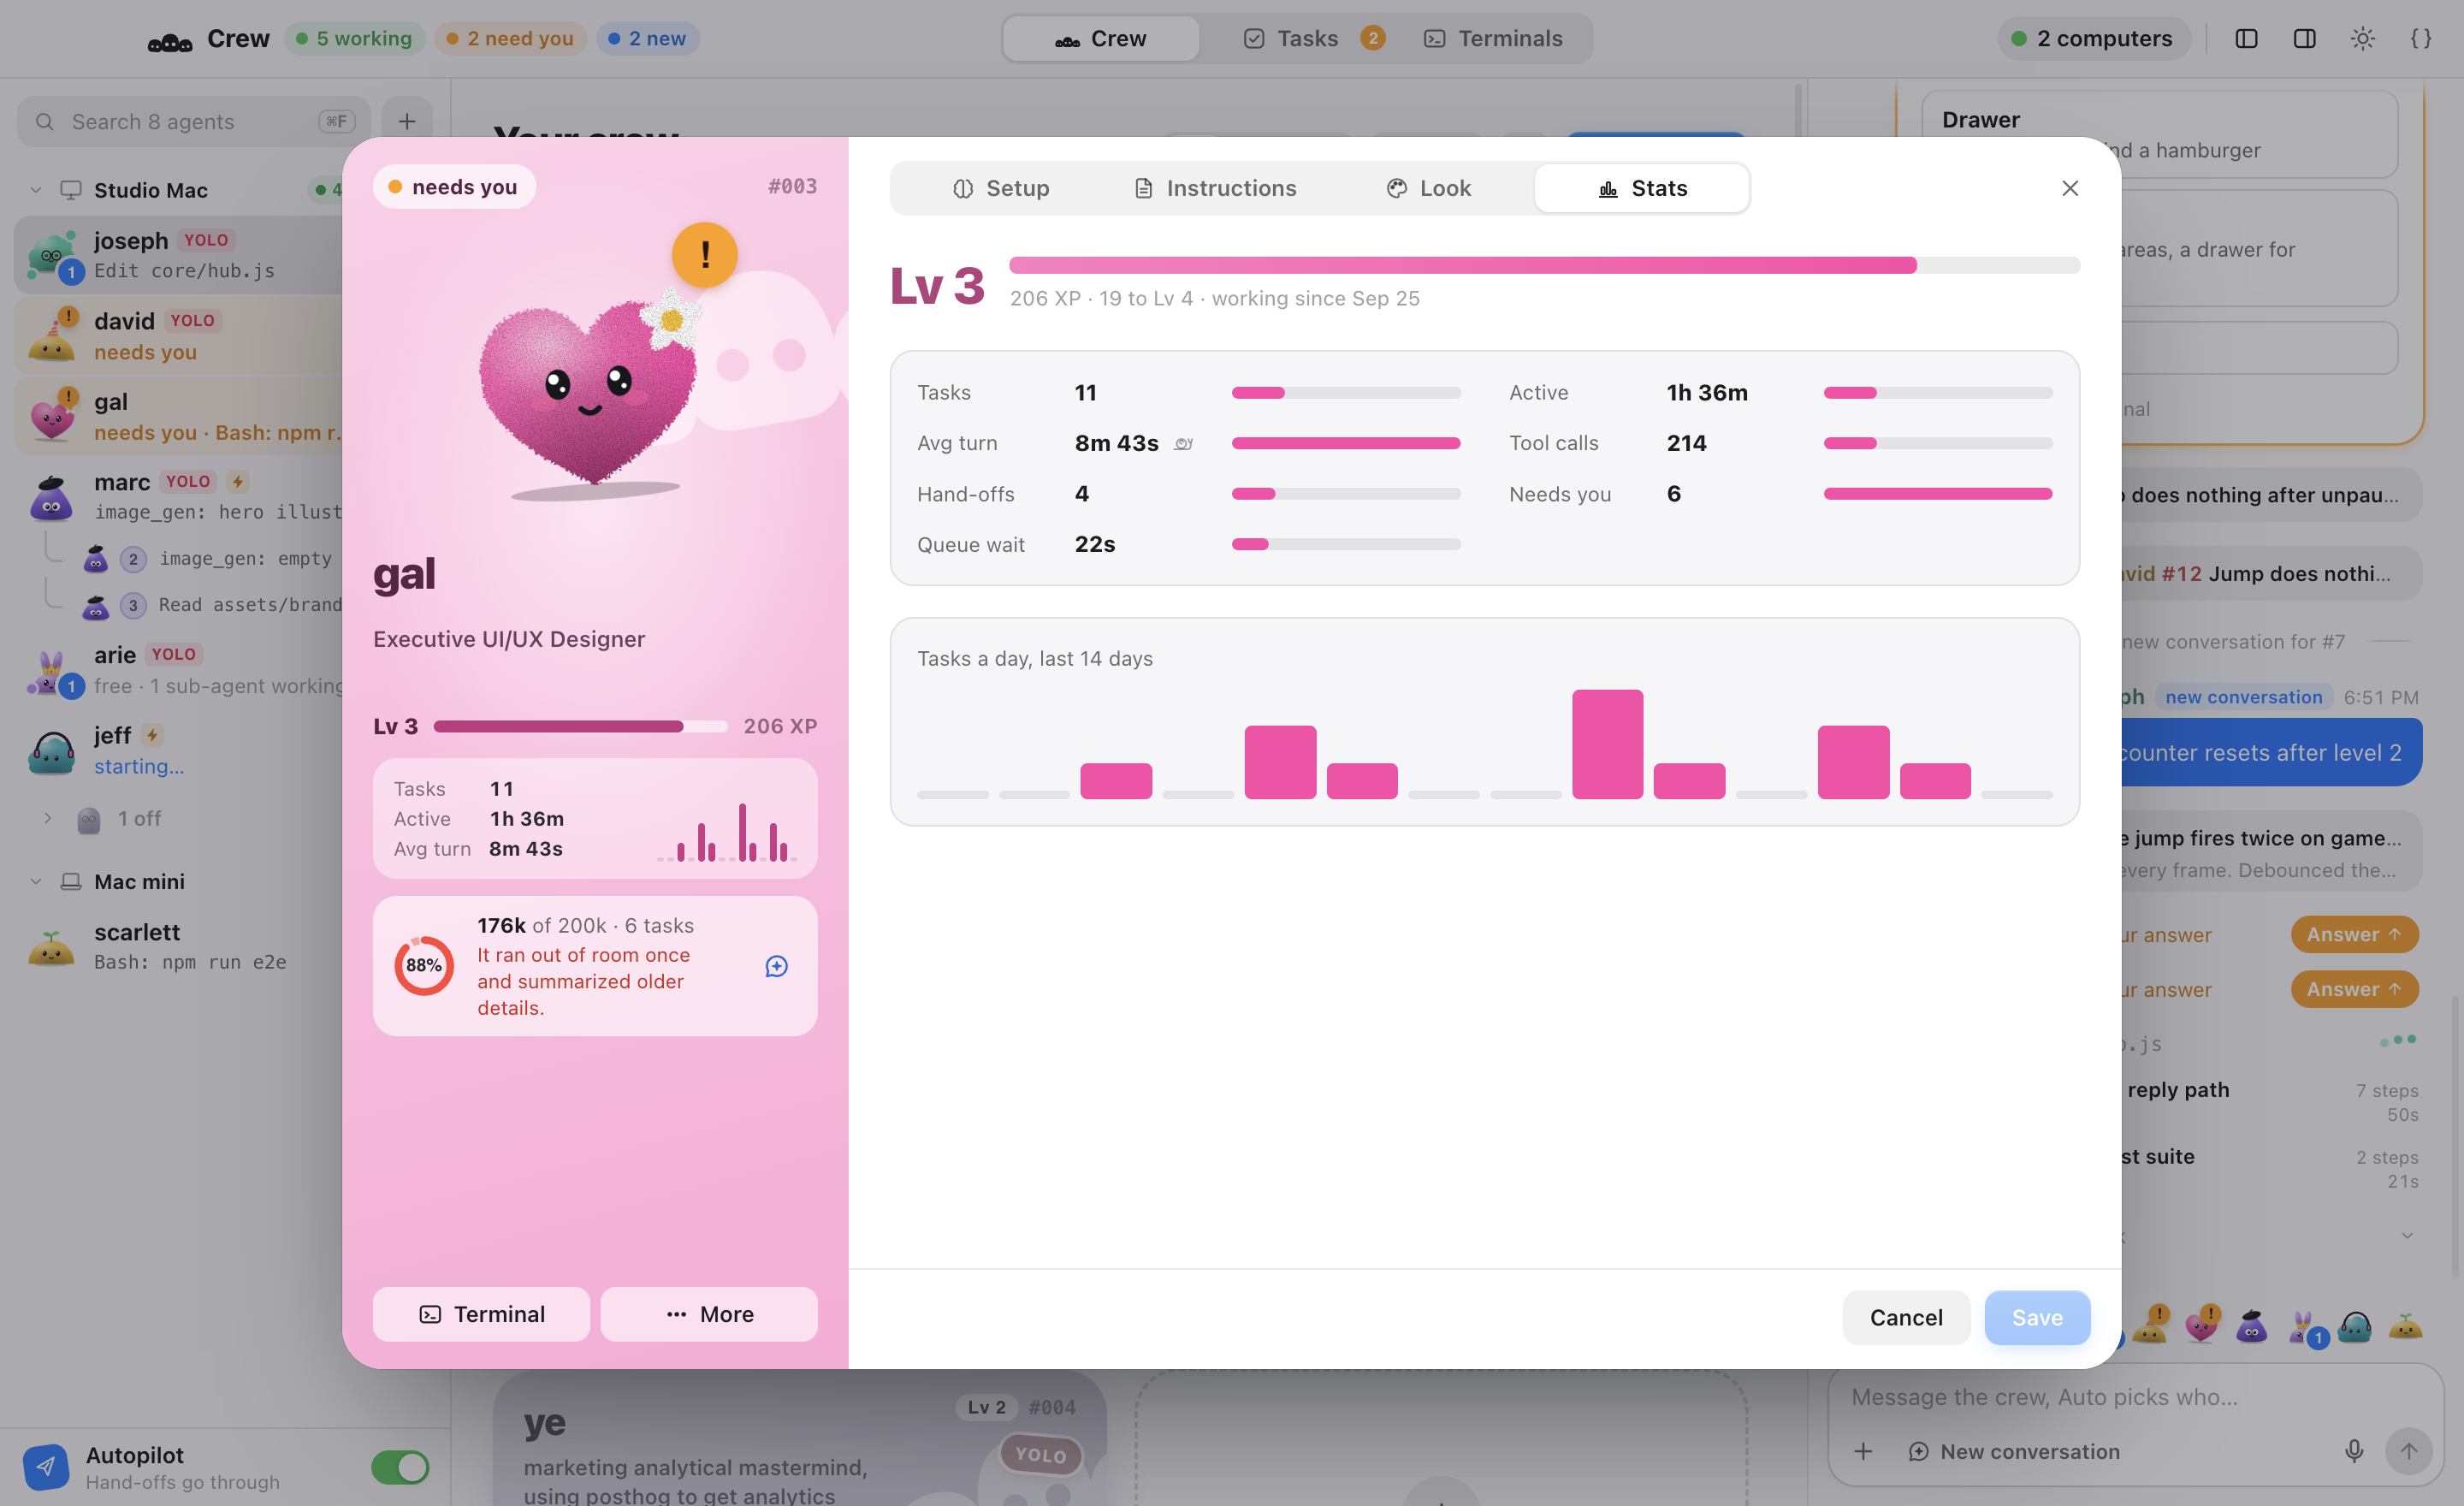 Crew
5 working
2 need you
2 new
Crew
Tasks 2
Terminals
2 computers
Search 8 agents
⌘F
Studio Mac
4
joseph YOLO
1
Edit core/hub.js
david YOLO
needs you
gal
needs you · Bash: npm r…
marc YOLO
image_gen: hero illust
2 image_gen: empty
3 Read assets/brand
arie YOLO
1
free · 1 sub-agent working
jeff
starting…
1 off
Mac mini
scarlett
Bash: npm run e2e
Autopilot
Hand-offs go through
needs you
#003
!
gal
Executive UI/UX Designer
Lv 3
206 XP
Tasks 11
Active 1h 36m
Avg turn 8m 43s
88%
176k of 200k · 6 tasks
It ran out of room once
and summarized older
details.
Terminal
More
Setup
Instructions
Look
Stats
Lv 3
206 XP · 19 to Lv 4 · working since Sep 25
Tasks 11
Active 1h 36m
Avg turn 8m 43s
Tool calls 214
Hand-offs 4
Needs you 6
Queue wait 22s
Tasks a day, last 14 days
Cancel
Save
ye
Lv 2 #004
YOLO
marketing analytical mastermind,
using posthog to get analytics
Drawer
nd a hamburger
areas, a drawer for
nal
does nothing after unpau…
vid #12 Jump does nothi…
new conversation for #7
ph new conversation 6:51 PM
counter resets after level 2
e jump fires twice on game…
every frame. Debounced the…
ur answer
Answer ↑
ur answer
Answer ↑
.js
reply path
7 steps
50s
st suite
2 steps
21s
1
Message the crew, Auto picks who…
New conversation